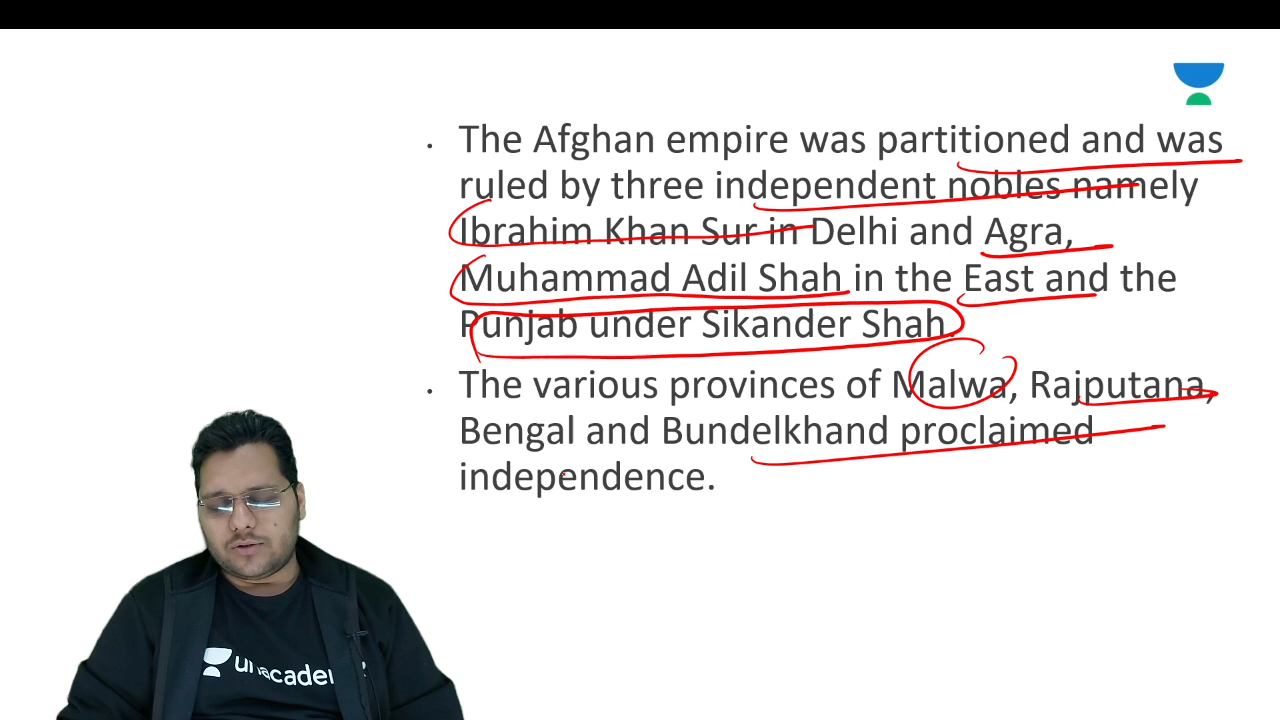 The Afghan empire was partitioned and was
ruled by three independent nobles namely
Ibrahim Khan Sur in Delhi and Agra,
Muhammad Adil Shah in the East and the
Punjab under Sikander Shah.
The various provinces of Malwa, Rajputana,
Bengal and Bundelkhand proclaimed
independence.